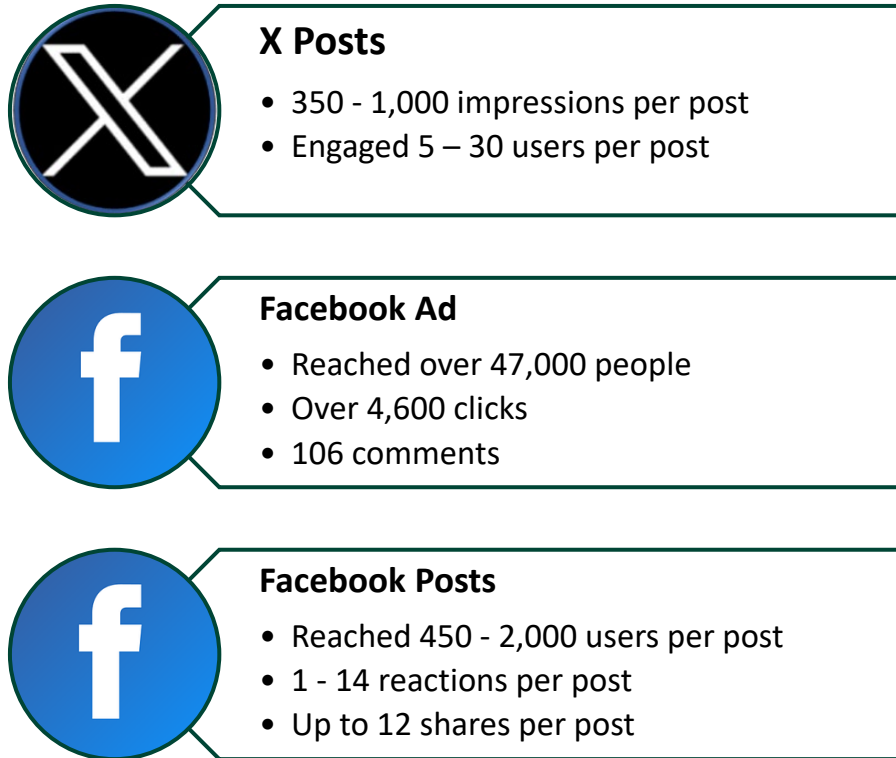 X Posts
• 350 - 1,000 impressions per post
• Engaged 5 – 30 users per post
Facebook Ad
• Reached over 47,000 people
• Over 4,600 clicks
• 106 comments
Facebook Posts
• Reached 450 - 2,000 users per post
• 1 - 14 reactions per post
• Up to 12 shares per post